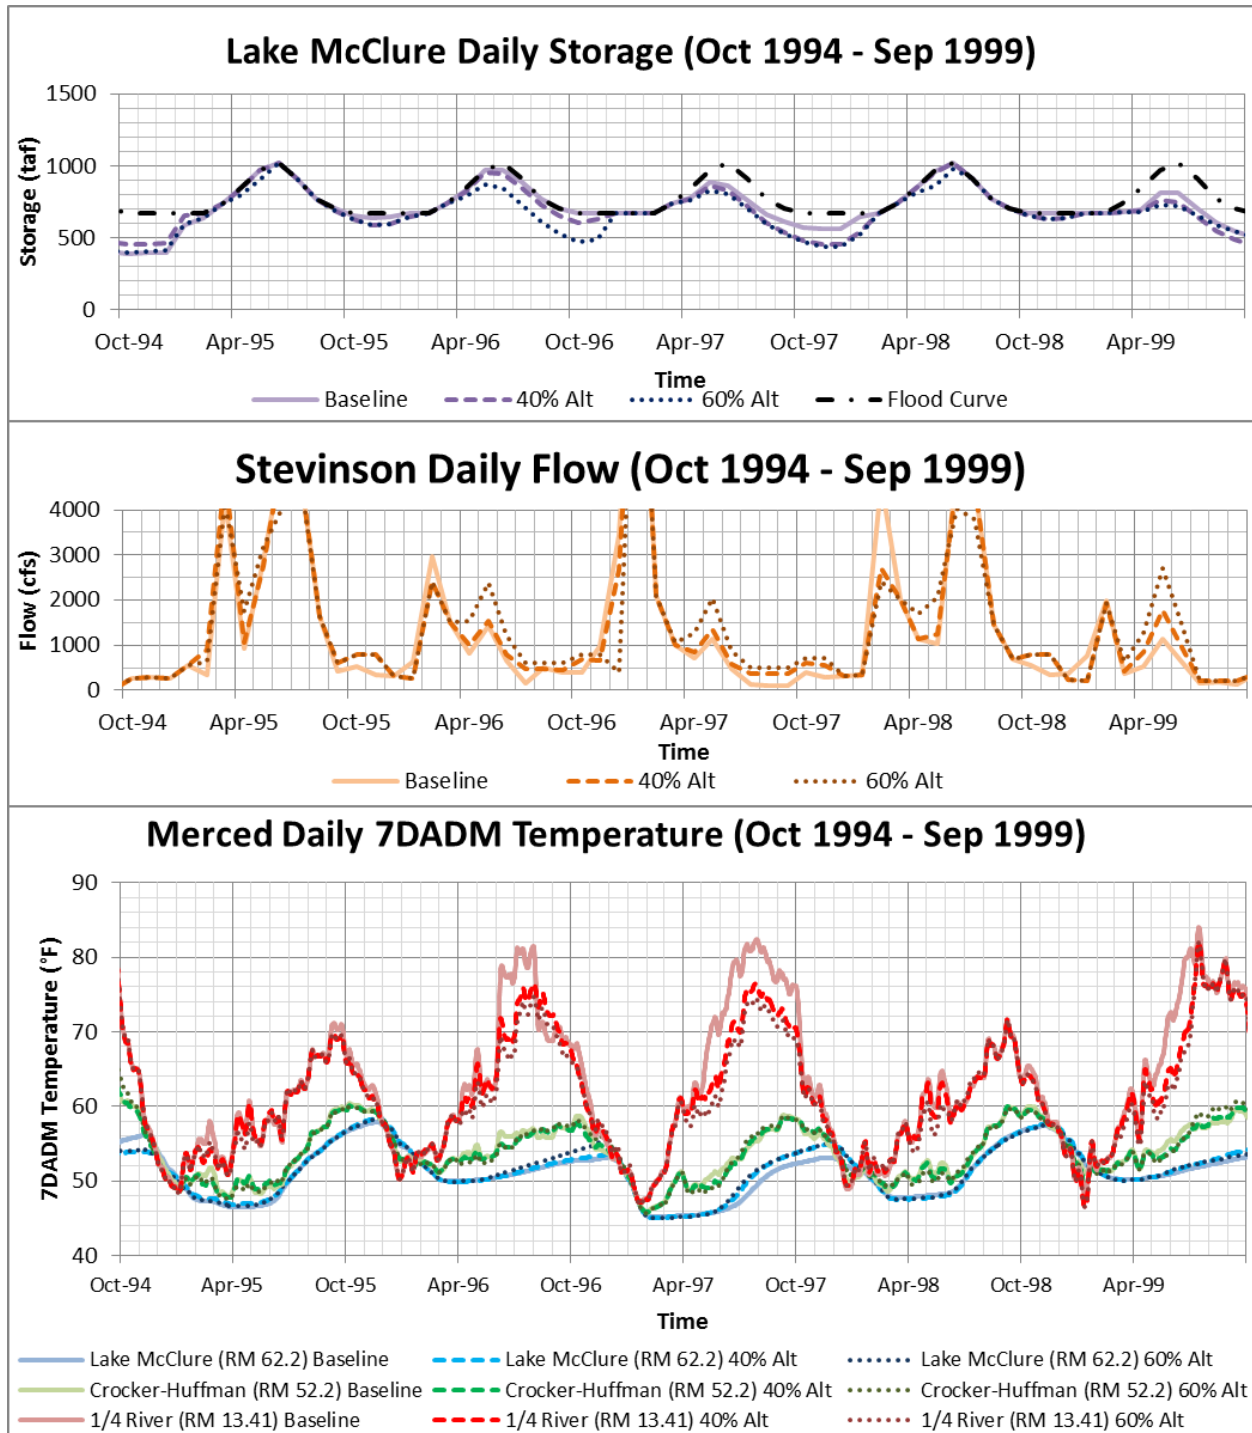 Lake McClure Daily Storage (Oct 1994 - Sep 1999)
Storage (taf)
1500
1000
500
0
Oct-94 Apr-95 Oct-95 Apr-96 Oct-96 Apr-97 Oct-97 Apr-98 Oct-98 Apr-99
Time
Baseline 40% Alt 60% Alt Flood Curve
Stevinson Daily Flow (Oct 1994 - Sep 1999)
Flow (cfs)
4000
3000
2000
1000
0
Oct-94 Apr-95 Oct-95 Apr-96 Oct-96 Apr-97 Oct-97 Apr-98 Oct-98 Apr-99
Time
Baseline 40% Alt 60% Alt
Merced Daily 7DADM Temperature (Oct 1994 - Sep 1999)
7DADM Temperature (°F)
90
80
70
60
50
40
Oct-94 Apr-95 Oct-95 Apr-96 Oct-96 Apr-97 Oct-97 Apr-98 Oct-98 Apr-99
Time
Lake McClure (RM 62.2) Baseline Lake McClure (RM 62.2) 40% Alt Lake McClure (RM 62.2) 60% Alt
Crocker-Huffman (RM 52.2) Baseline Crocker-Huffman (RM 52.2) 40% Alt Crocker-Huffman (RM 52.2) 60% Alt
1/4 River (RM 13.41) Baseline 1/4 River (RM 13.41) 40% Alt 1/4 River (RM 13.41) 60% Alt